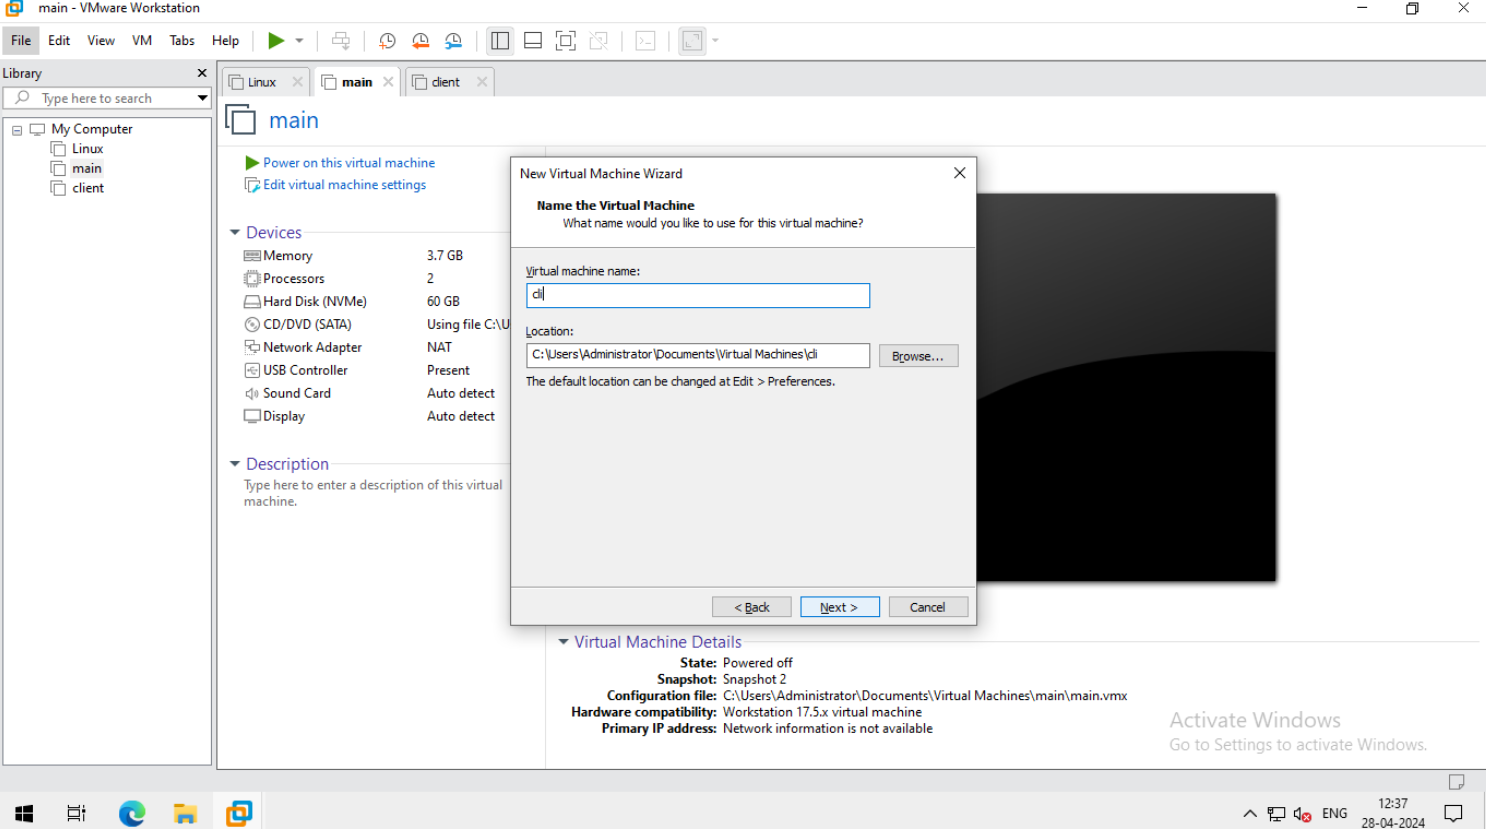 main - VMware Workstation
File Edit View VM Tabs Help
Library
Type here to search
My Computer
Linux
main
client
Linux main client
main
Power on this virtual machine
Edit virtual machine settings
Devices
Memory 3.7 GB
Processors 2
Hard Disk (NVMe) 60 GB
CD/DVD (SATA) Using file C:\U
Network Adapter NAT
USB Controller Present
Sound Card Auto detect
Display Auto detect
Description
Type here to enter a description of this virtual
machine.
New Virtual Machine Wizard
Name the Virtual Machine
What name would you like to use for this virtual machine?
Virtual machine name:
cli
Location:
C:\Users\Administrator\Documents\Virtual Machines\cli
Browse...
The default location can be changed at Edit > Preferences.
< Back Next > Cancel
Virtual Machine Details
State: Powered off
Snapshot: Snapshot 2
Configuration file: C:\Users\Administrator\Documents\Virtual Machines\main\main.vmx
Hardware compatibility: Workstation 17.5.x virtual machine
Primary IP address: Network information is not available
Activate Windows
Go to Settings to activate Windows.
ENG
12:37
28-04-2024